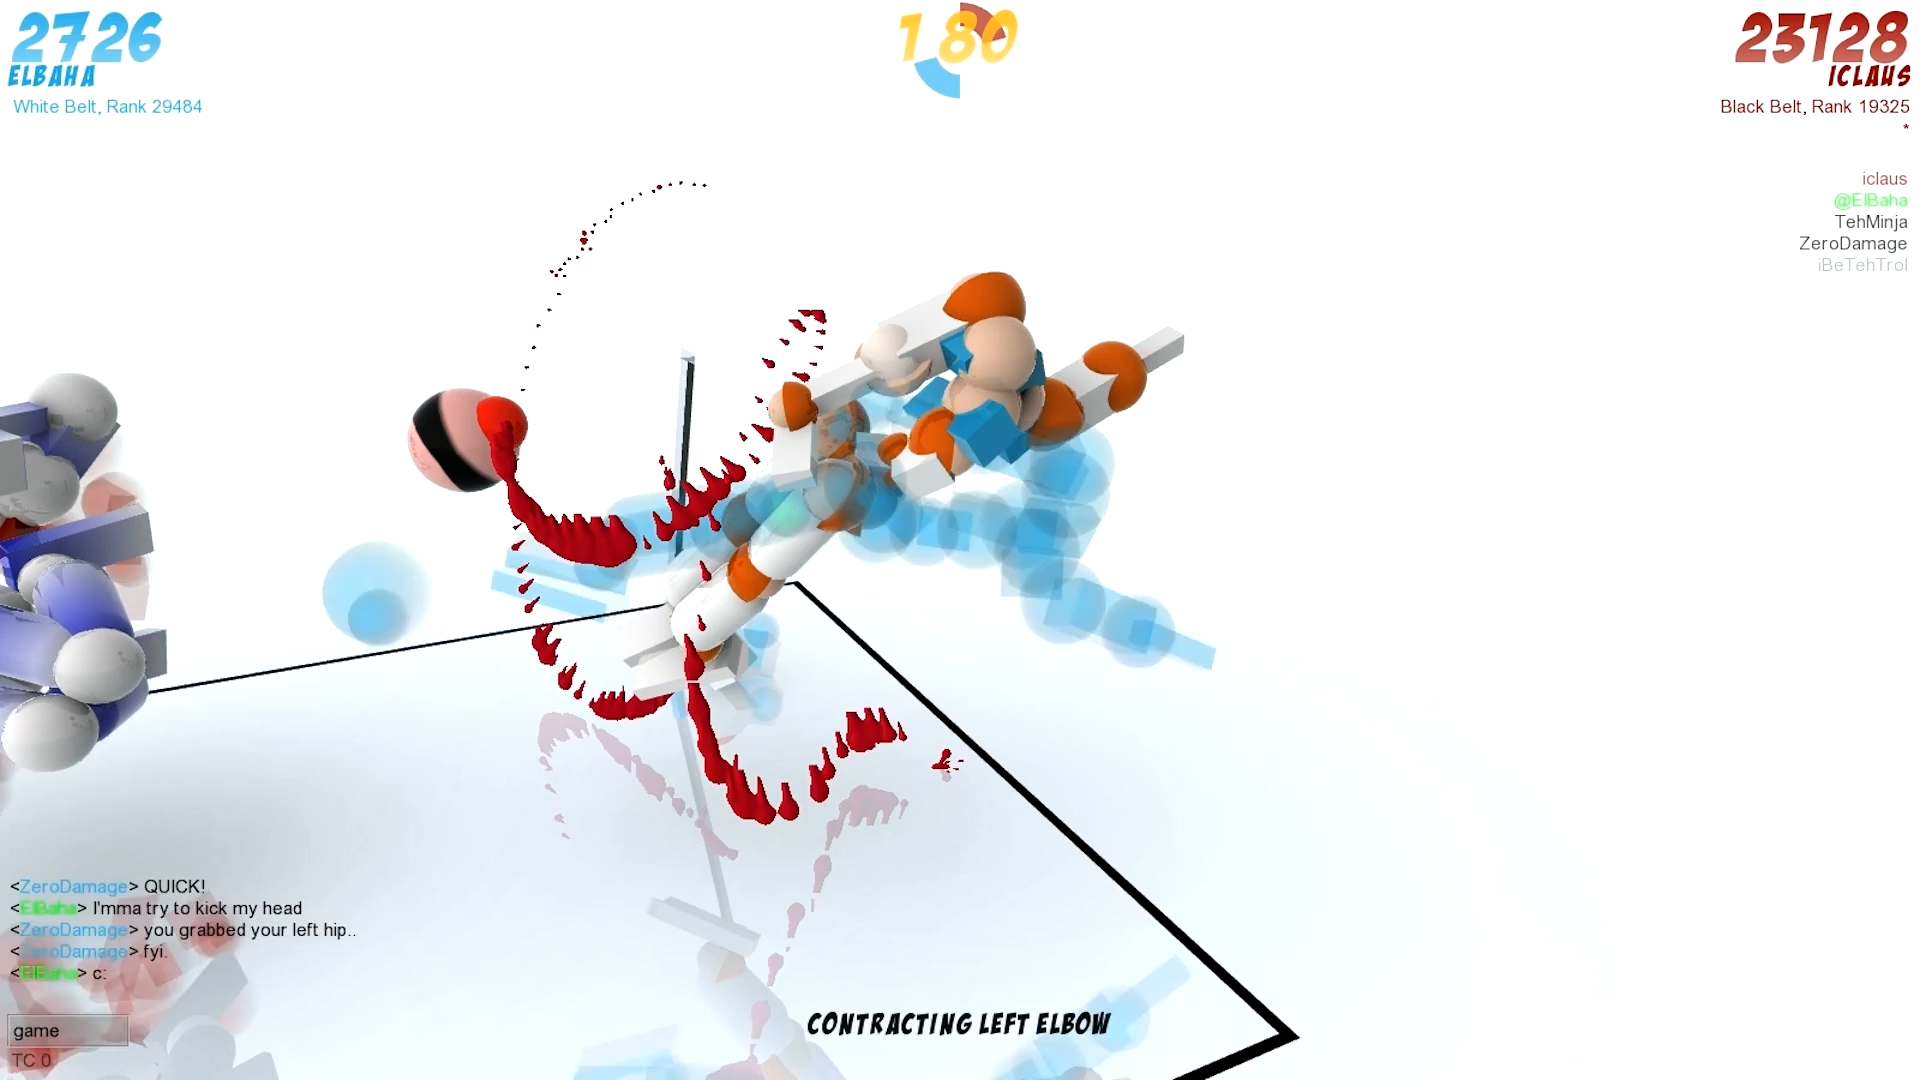 2726
ELBAHA
White Belt, Rank 29484
180
23128
ICLAUS
Black Belt, Rank 19325
*
iclaus
@ElBaha
TehMinja
ZeroDamage
iBeTehTrol
<ZeroDamage> QUICK!
<ElBaha> I'mma try to kick my head
<ZeroDamage> you grabbed your left hip..
<ZeroDamage> fyi.
<ElBaha> c:
game
TC 0
CONTRACTING LEFT ELBOW